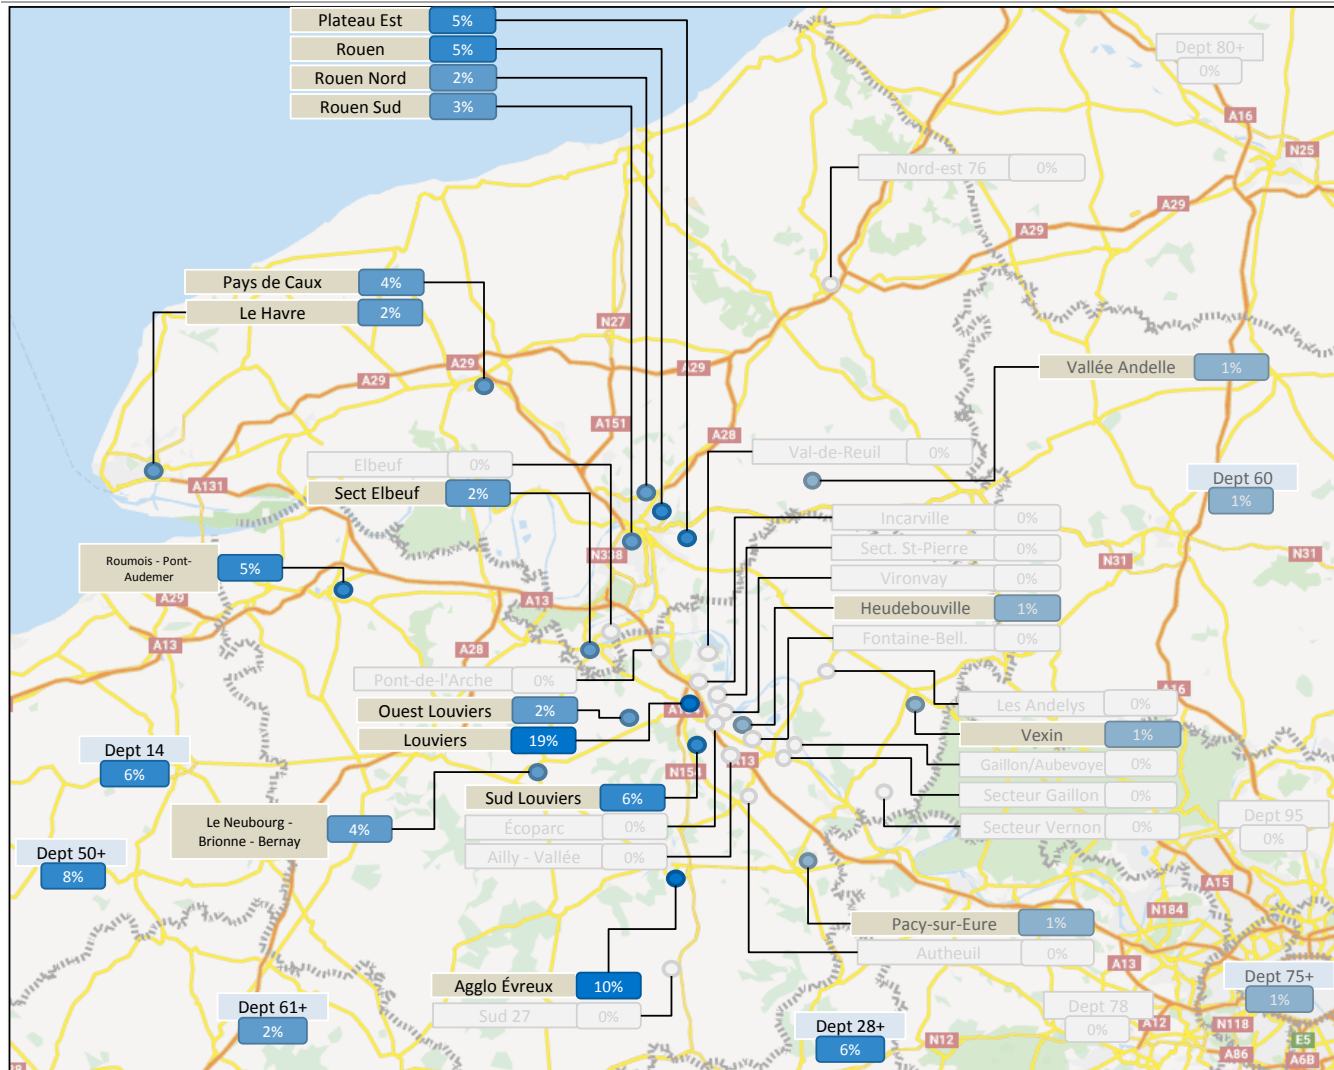 Plateau Est 5%
Rouen 5%
Rouen Nord 2%
Rouen Sud 3%
Dept 80+
0%
A16
N25
Nord-est 76 0%
A29
A29
Pays de Caux 4%
Le Havre 2%
N27
A29
A29
A29
Vallée Andelle 1%
A151
A28
Val-de-Reuil 0%
Elbeuf 0%
Dept 60
1%
A131
Sect Elbeuf 2%
Incarville 0%
Sect. St-Pierre 0%
N338
N31
N31
Roumois - Pont-
Audemer
5%
Vironvay 0%
A29
A13
Heudebouville 1%
A13
Fontaine-Bell. 0%
A28
Pont-de-l'Arche 0%
A16
Ouest Louviers 2%
Les Andelys 0%
Louviers 19%
Vexin 1%
Dept 14
6%
A13
N154
Gaillon/Aubevoye 0%
Sud Louviers 6%
Secteur Gaillon 0%
Le Neubourg -
Brionne - Bernay
4%
Écoparc 0%
Secteur Vernon 0%
Dept 95
0%
Ailly - Vallée 0%
Dept 50+
8%
A15
N184
Pacy-sur-Eure 1%
Autheuil 0%
A13
Agglo Évreux 10%
Dept 75+
1%
Sud 27 0%
Dept 61+
2%
Dept 78
0%
Dept 28+
6%
A12
N118
N12
E5
A86
A6B